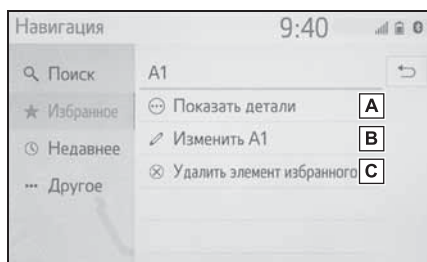 Навигация 9:40
Поиск
Избранное
Недавнее
Другое
A1
Показать детали A
Изменить A1 B
Удалить элемент избранного C